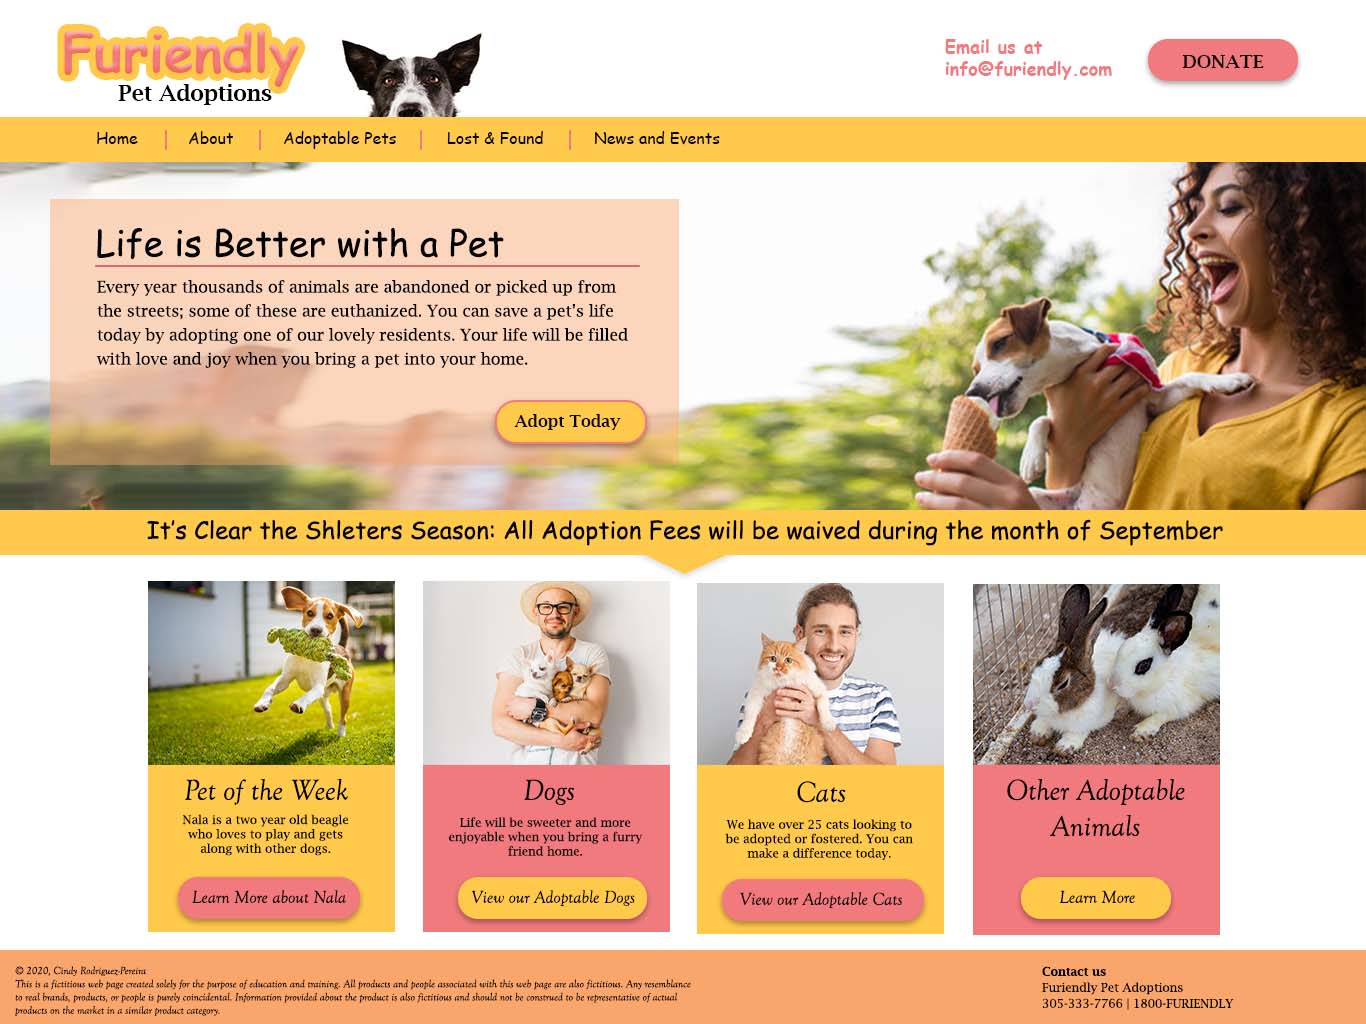 Furiendly
Pet Adoptions
Email us at
info@furiendly.com
DONATE
Home | About | Adoptable Pets | Lost & Found | News and Events
Life is Better with a Pet
Every year thousands of animals are abandoned or picked up from
the streets; some of these are euthanized. You can save a pet's life
today by adopting one of our lovely residents. Your life will be filled
with love and joy when you bring a pet into your home.
Adopt Today
It's Clear the Shleters Season: All Adoption Fees will be waived during the month of September
Pet of the Week
Nala is a two year old beagle
who loves to play and gets
along with other dogs.
Learn More about Nala
Dogs
Life will be sweeter and more
enjoyable when you bring a furry
friend home.
View our Adoptable Dogs
Cats
We have over 25 cats looking to
be adopted or fostered. You can
make a difference today.
View our Adoptable Cats
Other Adoptable
Animals
Learn More
© 2020, Cindy Rodriguez-Pereira
This is a fictitious web page created solely for the purpose of education and training. All products and people associated with this web page are also fictitious. Any resemblance
to real brands, products, or people is purely coincidental. Information provided about the product is also fictitious and should not be construed to be representative of actual
products on the market in a similar product category.
Contact us
Furiendly Pet Adoptions
305-333-7766 | 1800-FURIENDLY